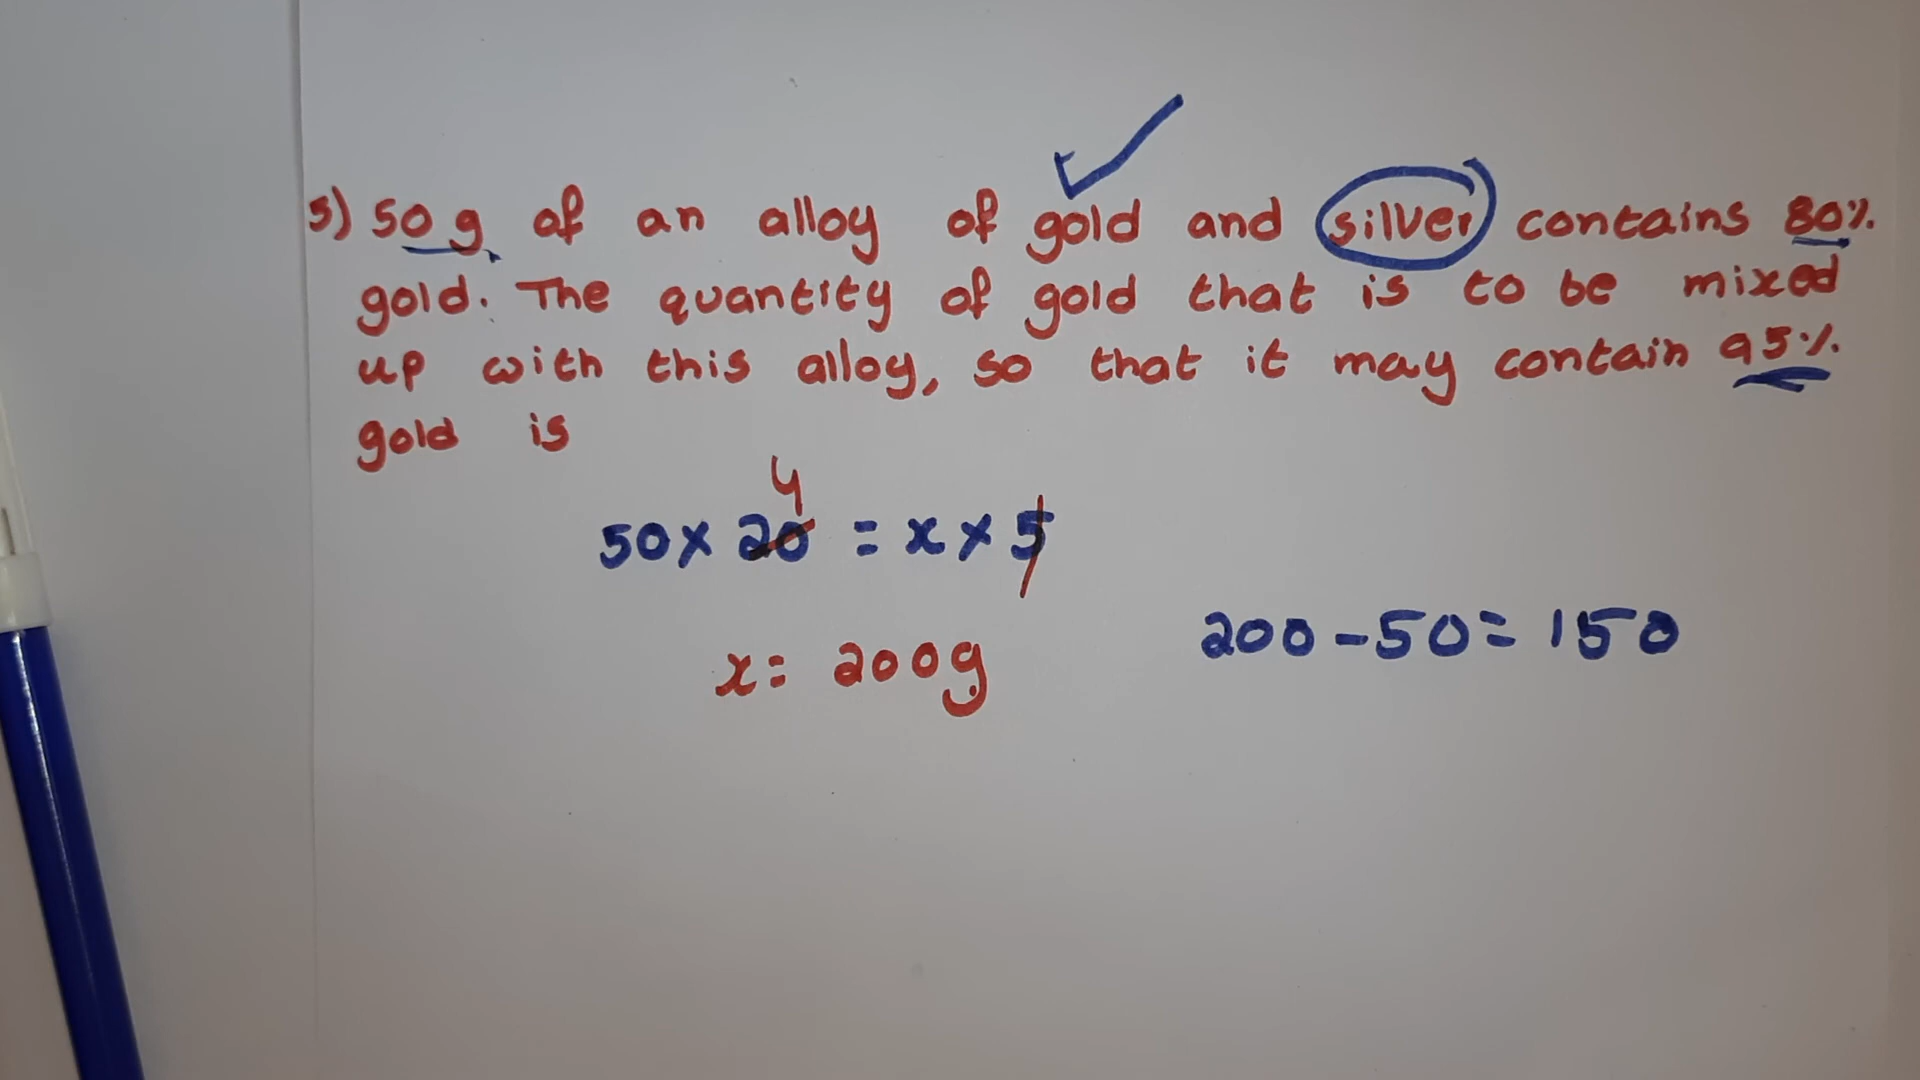 5) 50 g of an alloy of gold and silver contains 80%
gold. The quantity of gold that is to be mixed
up with this alloy, so that it may contain 95%
gold is
4
50 x 20 = x x 5
x = 200g
200 - 50 = 150